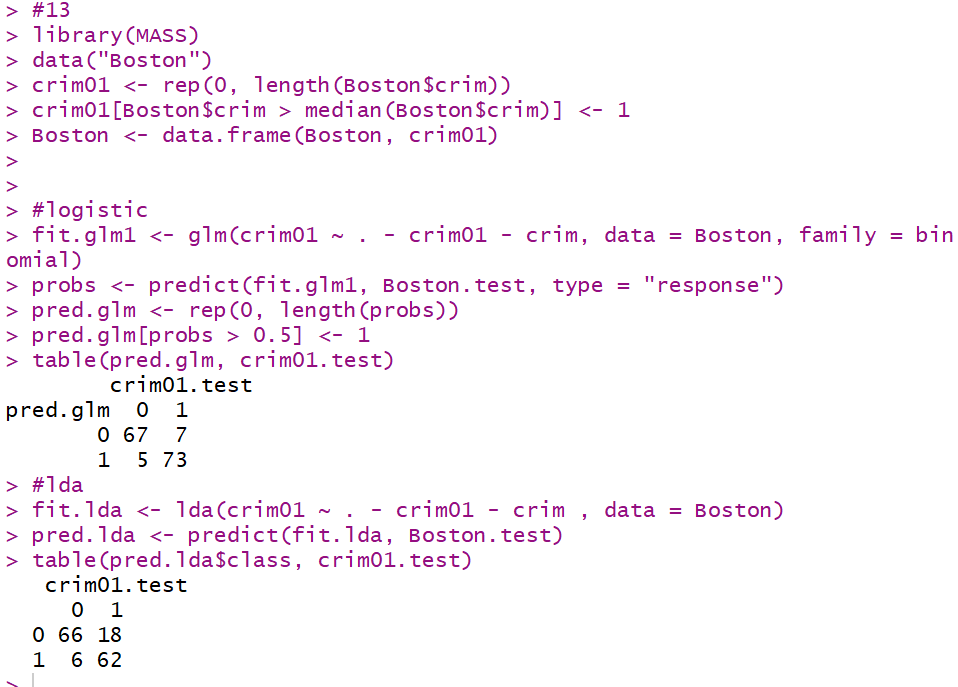 > #13
> library(MASS)
> data("Boston")
> crim01 <- rep(0, length(Boston$crim))
> crim01[Boston$crim > median(Boston$crim)] <- 1
> Boston <- data.frame(Boston, crim01)
>
>
> #logistic
> fit.glm1 <- glm(crim01 ~ . - crim01 - crim, data = Boston, family = bin
omial)
> probs <- predict(fit.glm1, Boston.test, type = "response")
> pred.glm <- rep(0, length(probs))
> pred.glm[probs > 0.5] <- 1
> table(pred.glm, crim01.test)
        crim01.test
pred.glm  0  1
       0 67  7
       1  5 73
> #lda
> fit.lda <- lda(crim01 ~ . - crim01 - crim , data = Boston)
> pred.lda <- predict(fit.lda, Boston.test)
> table(pred.lda$class, crim01.test)
   crim01.test
     0  1
  0 66 18
  1  6 62
>